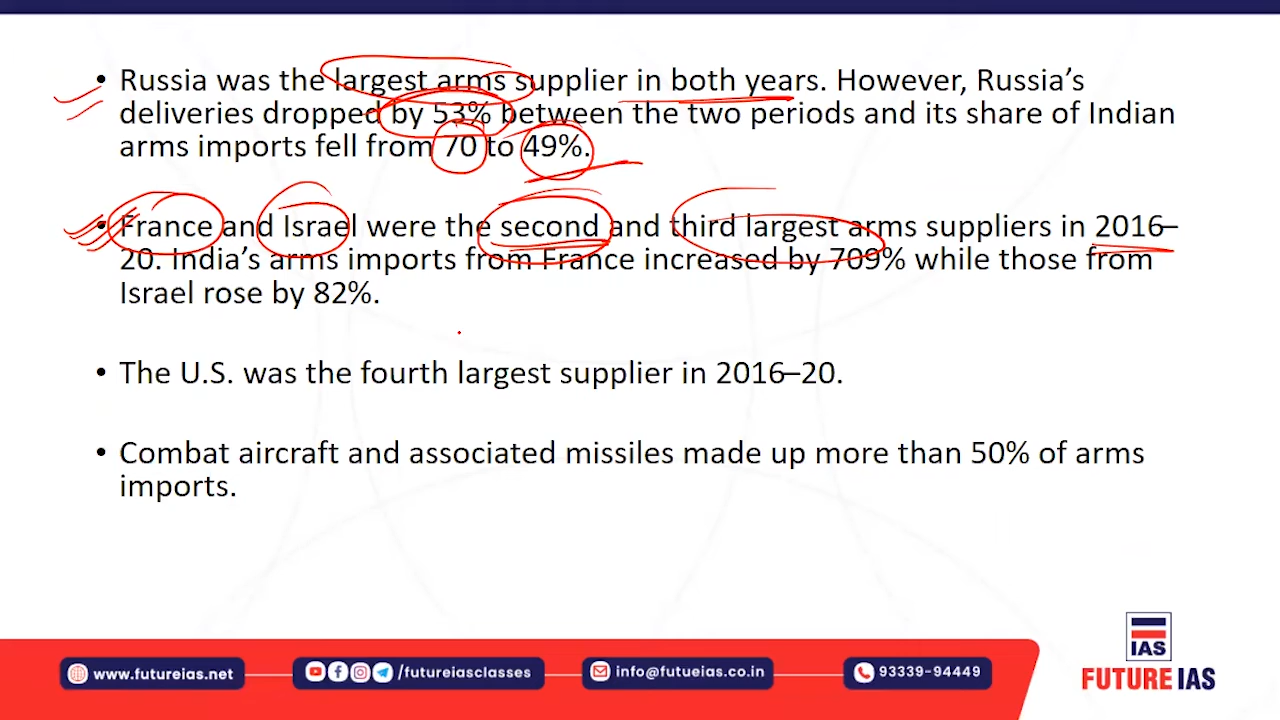 • Russia was the largest arms supplier in both years. However, Russia's
deliveries dropped by 53% between the two periods and its share of Indian
arms imports fell from 70 to 49%.
• France and Israel were the second and third largest arms suppliers in 2016–
20. India's arms imports from France increased by 709% while those from
Israel rose by 82%.
• The U.S. was the fourth largest supplier in 2016–20.
• Combat aircraft and associated missiles made up more than 50% of arms
imports.
IAS
www.futureias.net
/futureiasclasses
info@futueias.co.in
93339-94449
FUTURE IAS